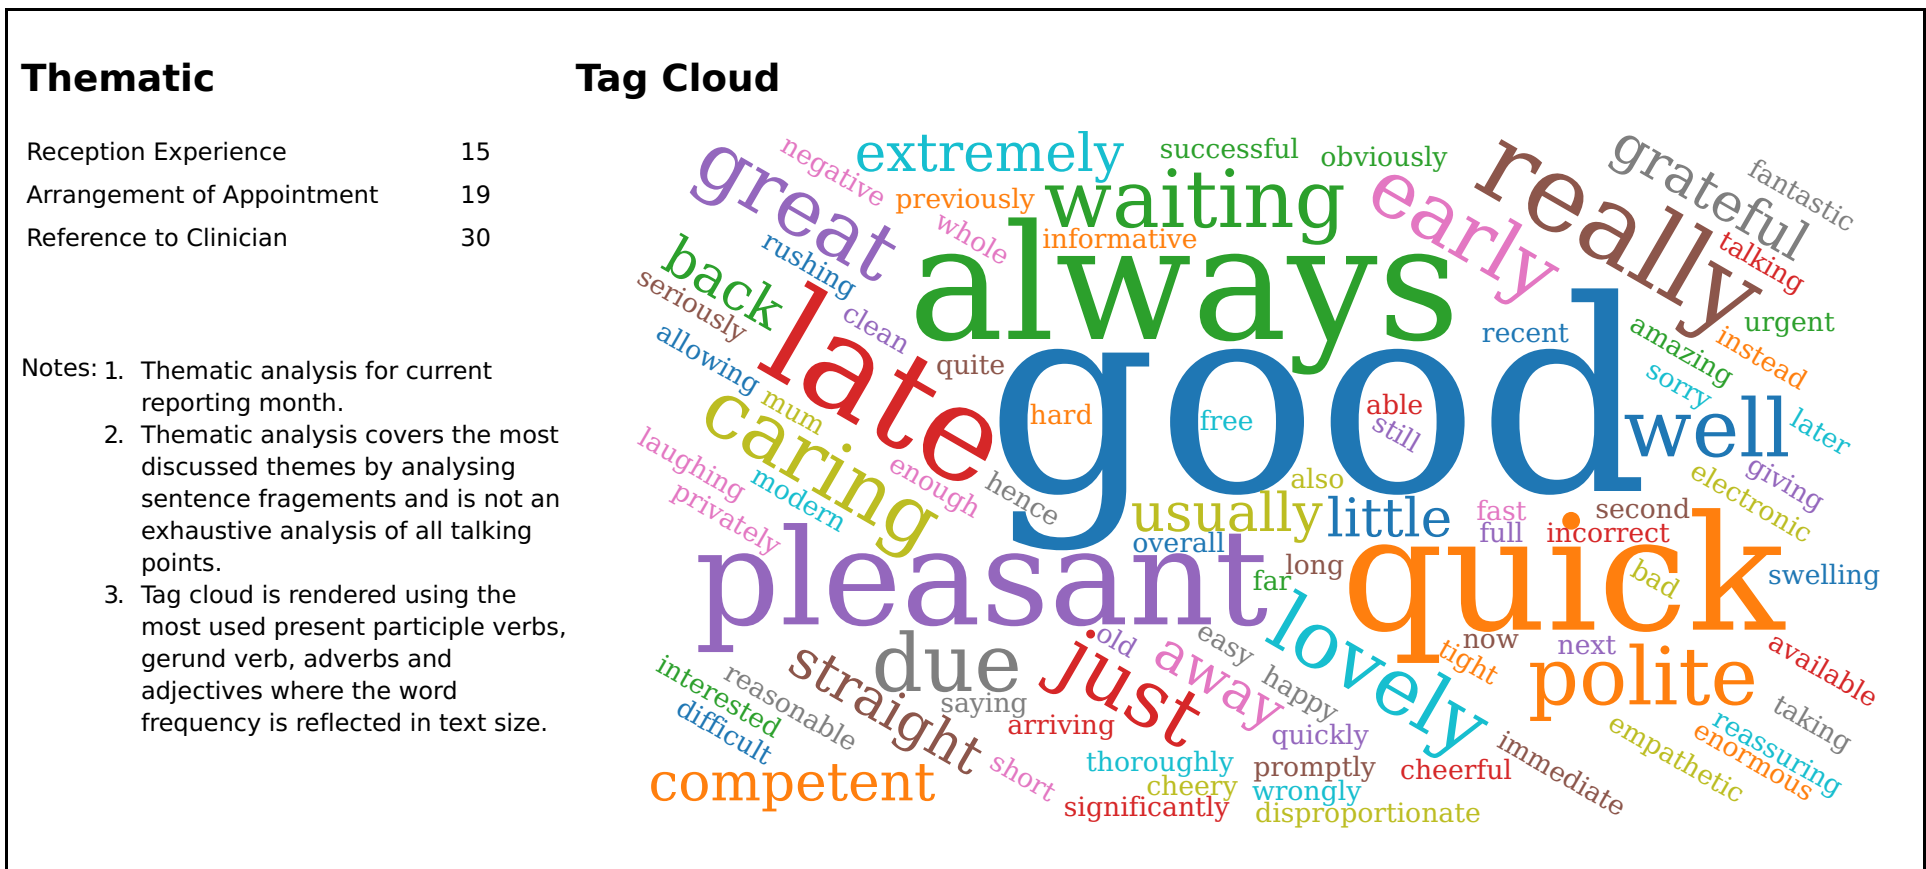 Thematic
Reception Experience 15
Arrangement of Appointment 19
Reference to Clinician 30
Notes: 1. Thematic analysis for current
reporting month.
2. Thematic analysis covers the most
discussed themes by analysing
sentence fragements and is not an
exhaustive analysis of all talking
points.
3. Tag cloud is rendered using the
most used present participle verbs,
gerund verb, adverbs and
adjectives where the word
frequency is reflected in text size.
Tag Cloud
negative
extremely
successful
obviously
really
grateful
fantastic
great
previously
waiting
early
whole
informative
talking
rushing
always
back
seriously
late
clean
good
recent
urgent
amazing
instead
allowing
quite
sorry
mum
hard
free
able
still
well
later
caring
laughing
enough
hence
also
giving
electronic
modern
privately
usually
little
fast
second
full
incorrect
pleasant
overall
long
far
quick
bad
swelling
old
easy
lovely
now
next
tight
available
straight
due
just
away
happy
polite
interested
reasonable
saying
arriving
taking
difficult
quickly
reassuring
empathetic
enormous
immediate
competent
short
thoroughly
promptly
cheerful
cheery
wrongly
significantly
disproportionate